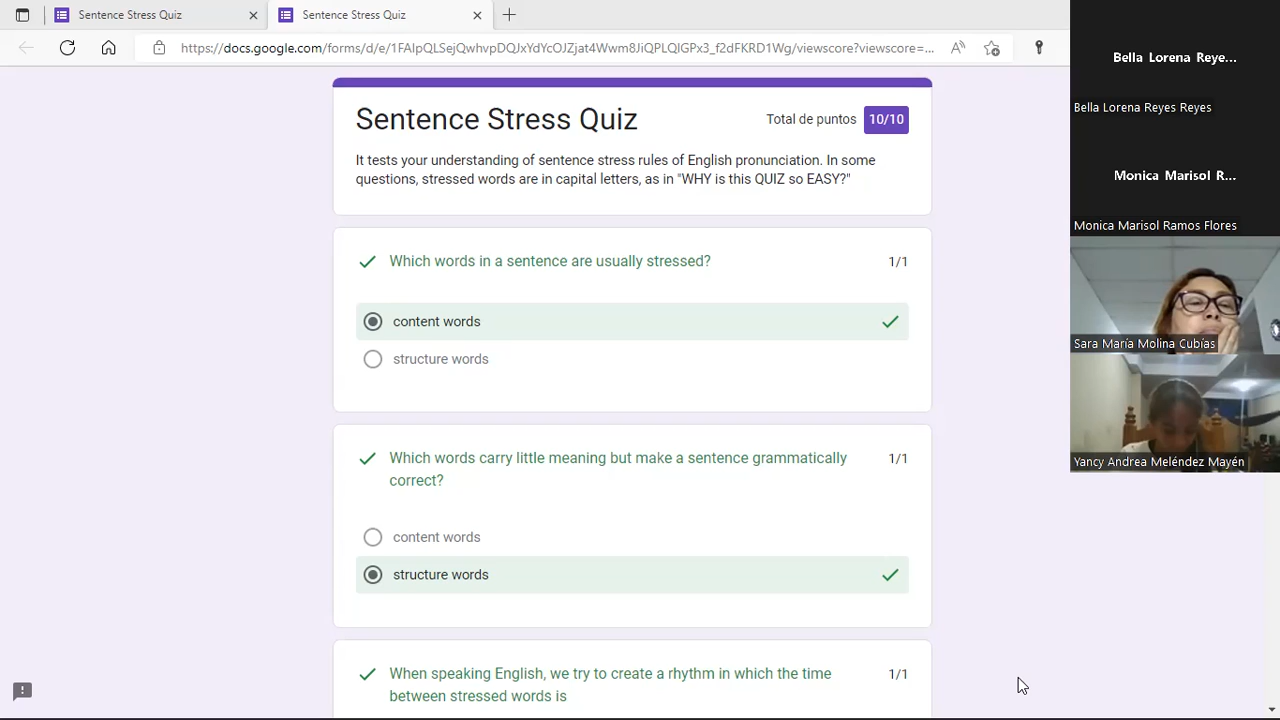 Sentence Stress Quiz
Sentence Stress Quiz
https://docs.google.com/forms/d/e/1FAIpQLSejQwhvpDQJxYdYcOJZjat4Wwm8JiQPLQlGPx3_f2dFKRD1Wg/viewscore?viewscore=...
Sentence Stress Quiz
Total de puntos 10/10
It tests your understanding of sentence stress rules of English pronunciation. In some
questions, stressed words are in capital letters, as in "WHY is this QUIZ so EASY?"
Which words in a sentence are usually stressed?
1/1
content words
structure words
Which words carry little meaning but make a sentence grammatically
correct?
1/1
content words
structure words
When speaking English, we try to create a rhythm in which the time
between stressed words is
1/1
Bella Lorena Reye...
Bella Lorena Reyes Reyes
Monica Marisol R...
Monica Marisol Ramos Flores
Sara María Molina Cubías
Yancy Andrea Meléndez Mayén